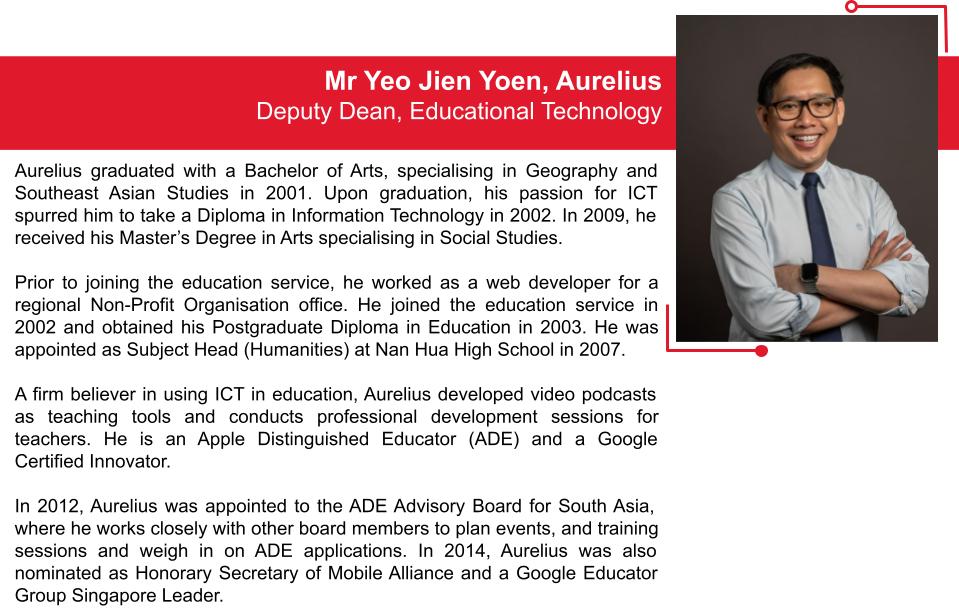 Mr Yeo Jien Yoen, Aurelius
Deputy Dean, Educational Technology
Aurelius graduated with a Bachelor of Arts, specialising in Geography and
Southeast Asian Studies in 2001. Upon graduation, his passion for ICT
spurred him to take a Diploma in Information Technology in 2002. In 2009, he
received his Master’s Degree in Arts specialising in Social Studies.
Prior to joining the education service, he worked as a web developer for a
regional Non-Profit Organisation office. He joined the education service in
2002 and obtained his Postgraduate Diploma in Education in 2003. He was
appointed as Subject Head (Humanities) at Nan Hua High School in 2007.
A firm believer in using ICT in education, Aurelius developed video podcasts
as teaching tools and conducts professional development sessions for
teachers. He is an Apple Distinguished Educator (ADE) and a Google
Certified Innovator.
In 2012, Aurelius was appointed to the ADE Advisory Board for South Asia,
where he works closely with other board members to plan events, and training
sessions and weigh in on ADE applications. In 2014, Aurelius was also
nominated as Honorary Secretary of Mobile Alliance and a Google Educator
Group Singapore Leader.